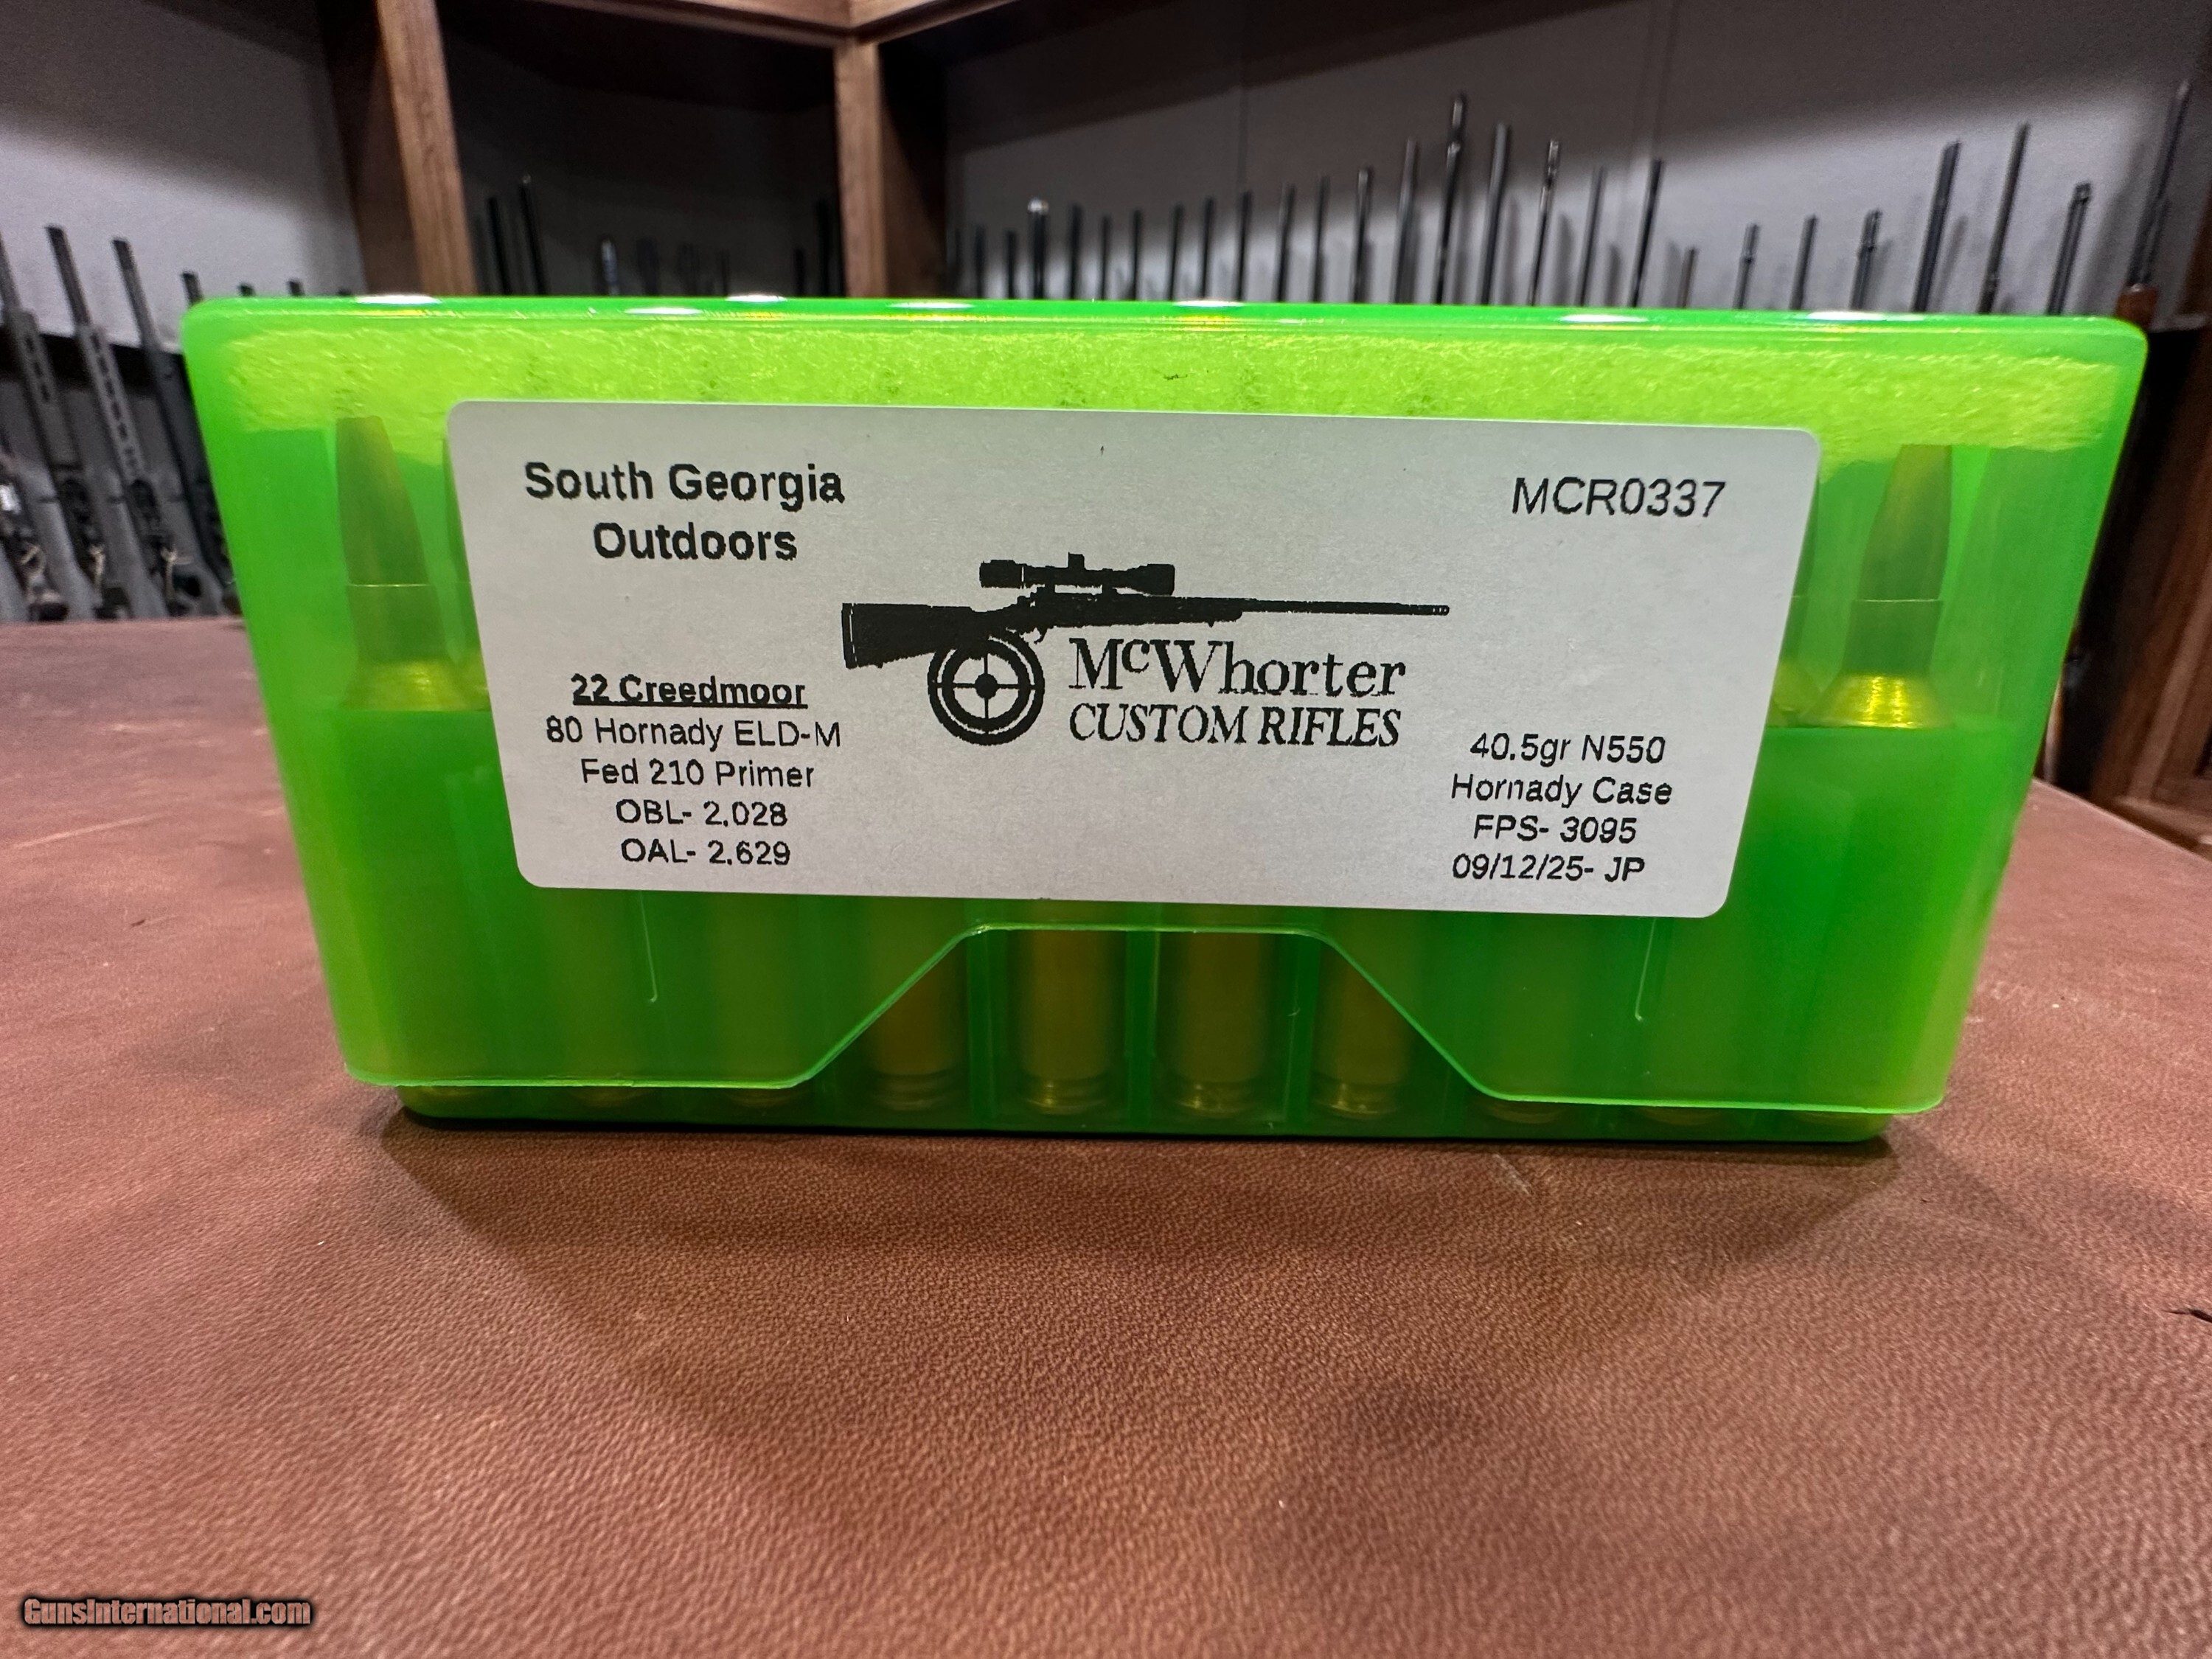 South Georgia
Outdoors
MCR0337
McWhorter
CUSTOM RIFLES
22 Creedmoor
80 Hornady ELD-M
Fed 210 Primer
OBL- 2.028
OAL- 2.629
40.5gr N550
Hornady Case
FPS- 3095
09/12/25- JP
GunsInternational.com